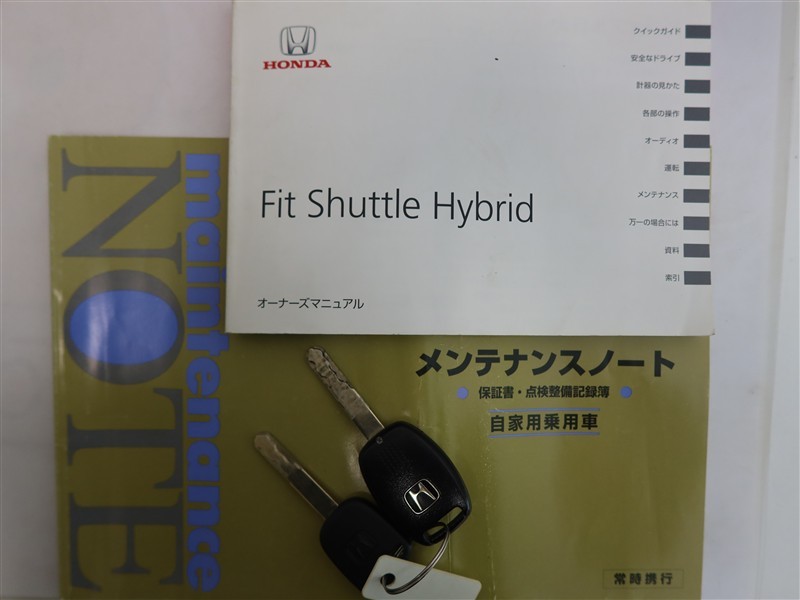 HONDA
Fit Shuttle Hybrid
オーナーズマニュアル
クイックガイド
安全なドライブ
計器の見かた
各部の操作
オーディオ
運転
メンテナンス
万一の場合には
資料
索引
maintenance
NOTE
メンテナンスノート
保証書・点検整備記録簿
自家用乗用車
常時携行